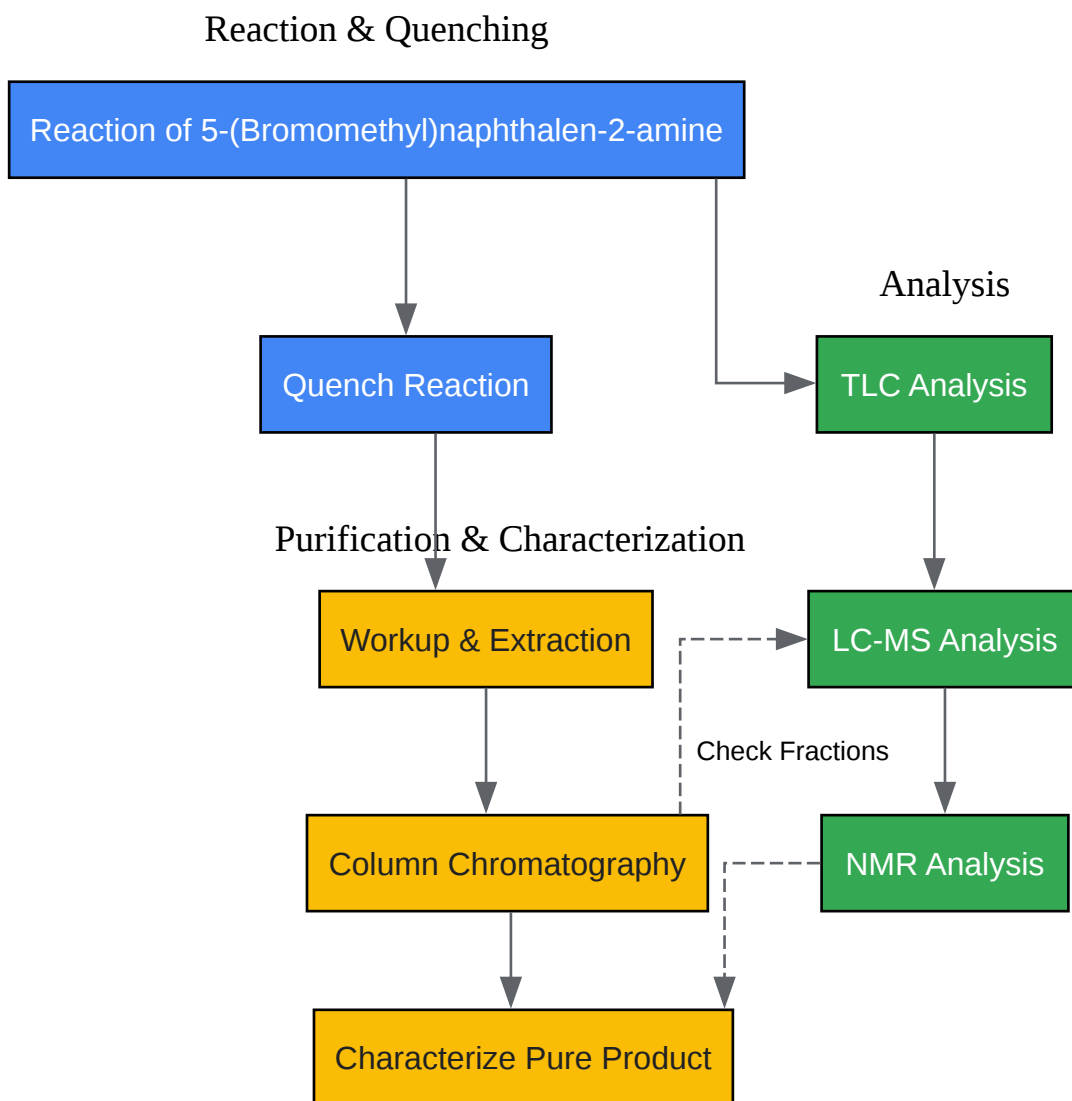 Reaction & Quenching
Reaction of 5-(Bromomethyl)naphthalen-2-amine
Analysis
Quench Reaction
TLC Analysis
Purification & Characterization
Workup & Extraction
LC-MS Analysis
Check Fractions
Column Chromatography
NMR Analysis
Characterize Pure Product